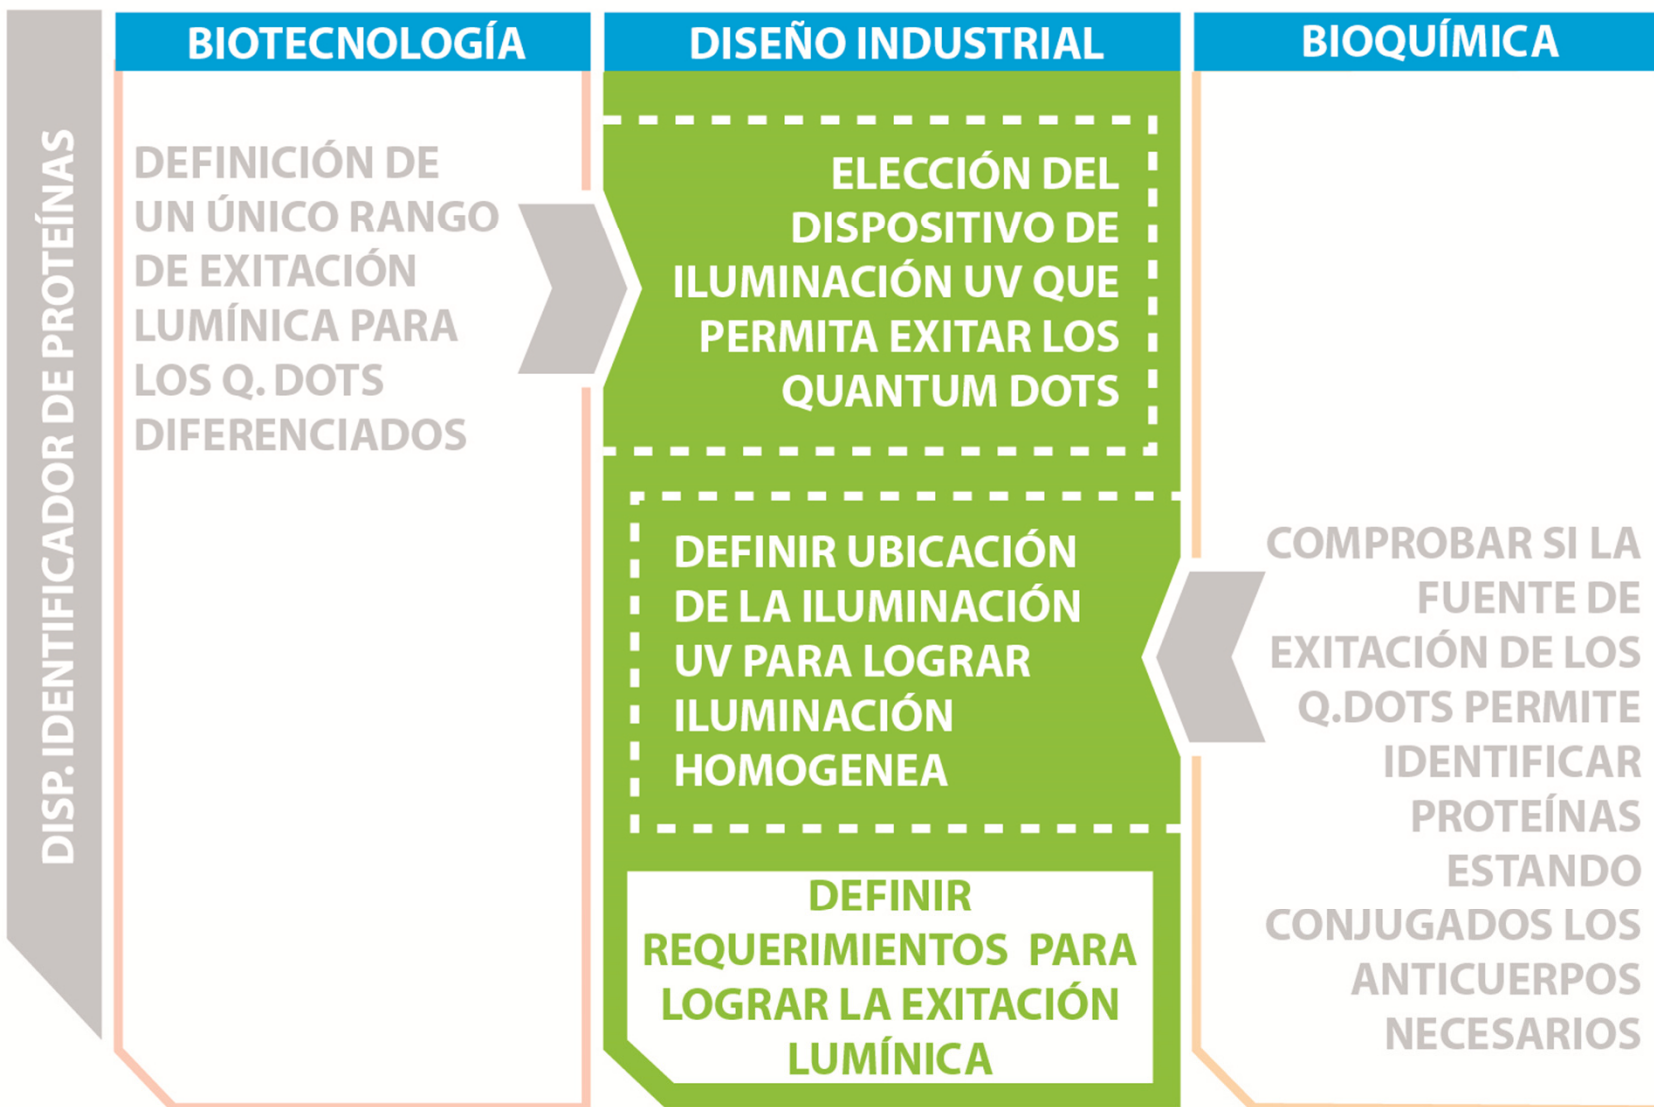 DISP. IDENTIFICADOR DE PROTEÍNAS
BIOTECNOLOGÍA
DEFINICIÓN DE
UN ÚNICO RANGO
DE EXITACIÓN
LUMÍNICA PARA
LOS Q. DOTS
DIFERENCIADOS
DISEÑO INDUSTRIAL
ELECCIÓN DEL
DISPOSITIVO DE
ILUMINACIÓN UV QUE
PERMITA EXITAR LOS
QUANTUM DOTS
DEFINIR UBICACIÓN
DE LA ILUMINACIÓN
UV PARA LOGRAR
ILUMINACIÓN
HOMOGENEA
DEFINIR
REQUERIMIENTOS PARA
LOGRAR LA EXITACIÓN
LUMÍNICA
BIOQUÍMICA
COMPROBAR SI LA
FUENTE DE
EXITACIÓN DE LOS
Q.DOTS PERMITE
IDENTIFICAR
PROTEÍNAS
ESTANDO
CONJUGADOS LOS
ANTICUERPOS
NECESARIOS